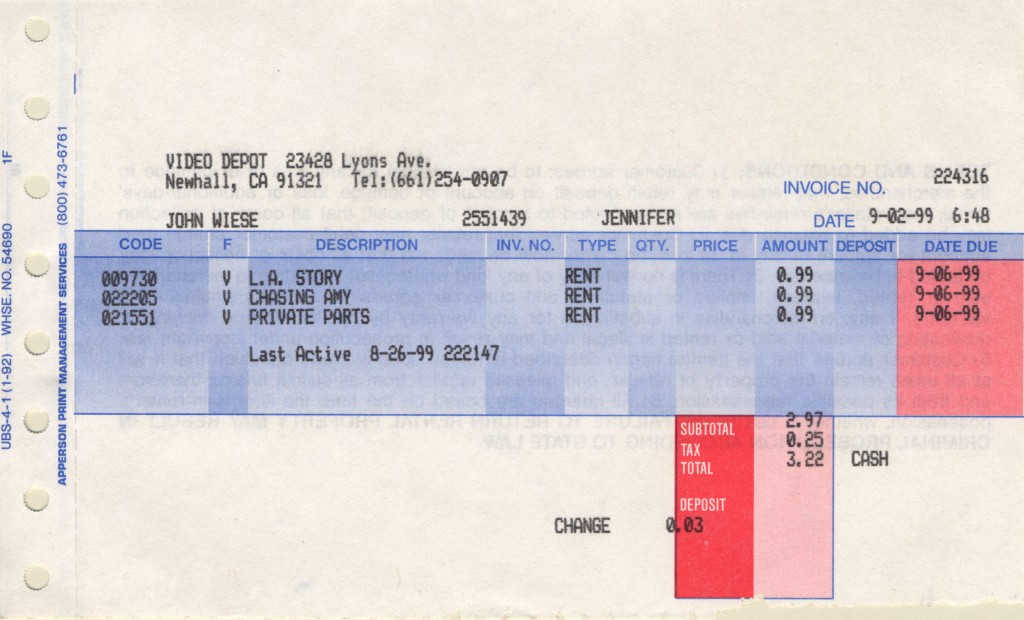 VIDEO DEPOT 23428 Lyons Ave.
Newhall, CA 91321 Tel:(661)254-0907
INVOICE NO. 224316
JOHN WIESE 2551439 JENNIFER DATE 9-02-99 6:48
CODE F DESCRIPTION INV. NO. TYPE QTY. PRICE AMOUNT DEPOSIT DATE DUE
009730 V L.A. STORY RENT 0.99 9-06-99
022205 V CHASING AMY RENT 0.99 9-06-99
021551 V PRIVATE PARTS RENT 0.99 9-06-99
Last Active 8-26-99 222147
SUBTOTAL 2.97
TAX 0.25
TOTAL 3.22 CASH
DEPOSIT
CHANGE 0.03
UBS-4-1 (1-92) WHSE. NO. 54690 1F
APPERSON PRINT MANAGEMENT SERVICES (800) 473-6761